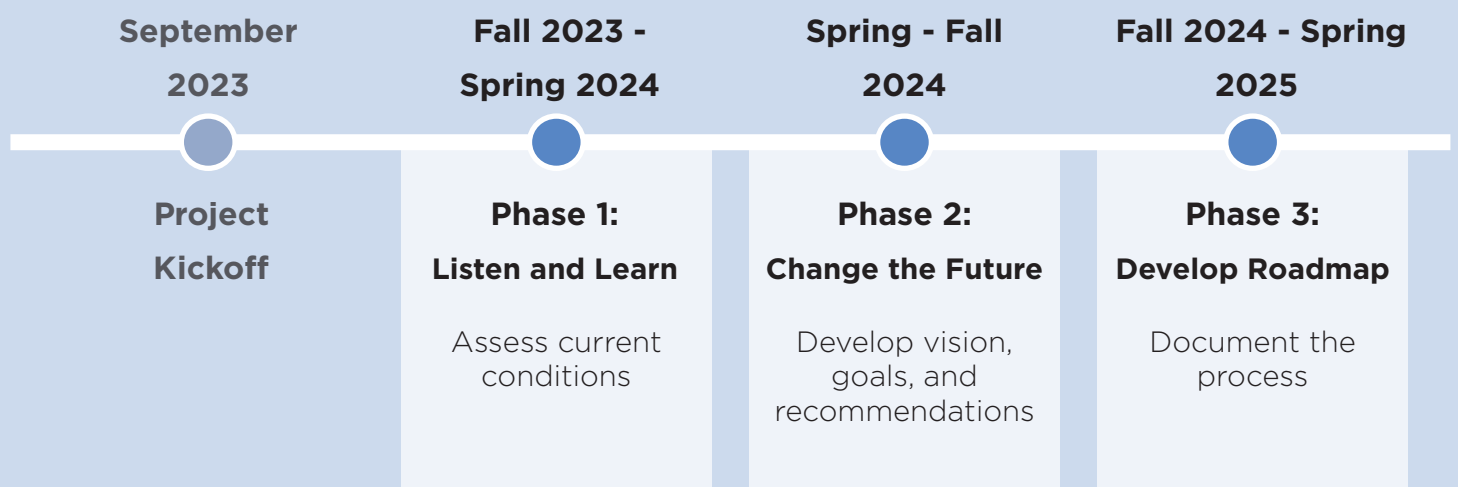 September
2023
Project
Kickoff
Fall 2023 -
Spring 2024
Phase 1:
Listen and Learn
Assess current
conditions
Spring - Fall
2024
Phase 2:
Change the Future
Develop vision,
goals, and
recommendations
Fall 2024 - Spring
2025
Phase 3:
Develop Roadmap
Document the
process